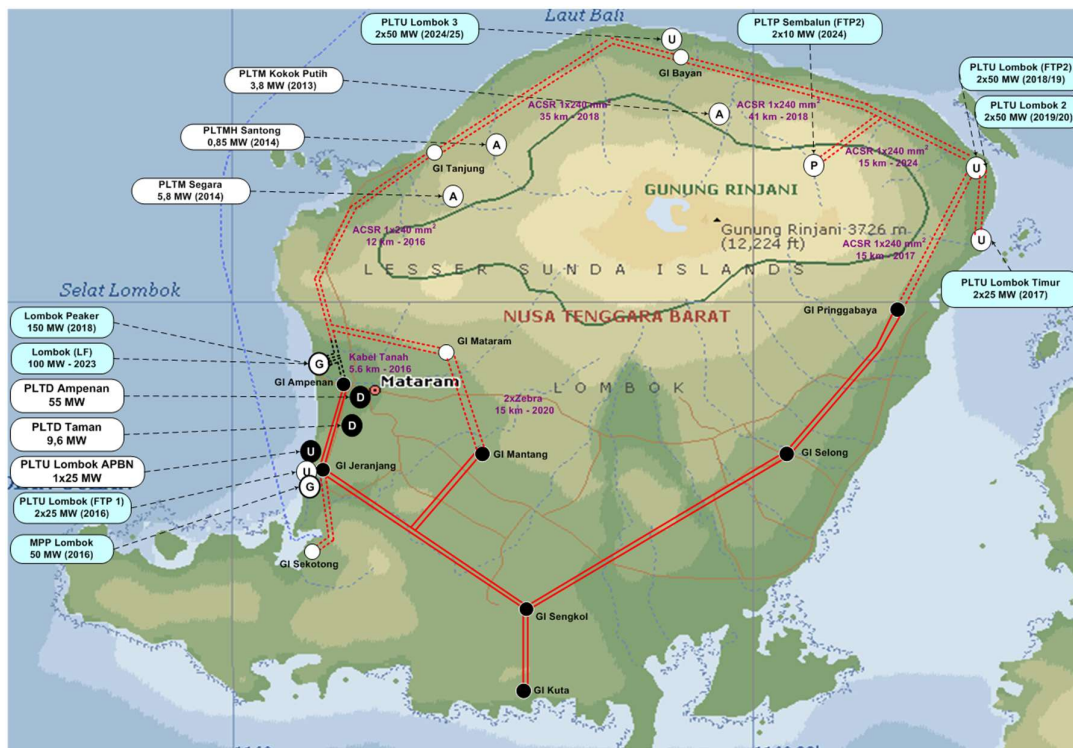 Laut Bali
PLTU Lombok 3
2x50 MW (2024/25)
PLTP Sembalun (FTP2)
2x10 MW (2024)
PLTU Lombok (FTP2)
2x50 MW (2018/19)
PLTU Lombok 2
2x50 MW (2019/20)
U
GI Bayan
PLTM Kokok Putih
3,8 MW (2013)
ACSR 1x240 mm²
35 km - 2018
ACSR 1x240 mm²
41 km - 2018
A
PLTMH Santong
0,85 MW (2014)
A
GI Tanjung
ACSR 1x240 mm²
15 km - 2024
P
U
PLTM Segara
5,8 MW (2014)
A
GUNUNG RINJANI
Gunung Rinjani 3726 m
(12,224 ft)
ACSR 1x240 mm²
12 km - 2016
ACSR 1x240 mm²
15 km - 2017
U
LESSER SUNDA ISLANDS
PLTU Lombok Timur
2x25 MW (2017)
Selat Lombok
NUSA TENGGARA BARAT
GI Pringgabaya
Lombok Peaker
150 MW (2018)
Lombok (LF)
100 MW - 2023
G
Kabel Tanah
5.6 km - 2016
GI Mataram
GI Ampenan
Mataram
LOMBOK
PLTD Ampenan
55 MW
D
2xZebra
15 km - 2020
PLTD Taman
9,6 MW
D
U
GI Mantang
GI Selong
PLTU Lombok APBN
1x25 MW
GI Jeranjang
U
G
PLTU Lombok (FTP 1)
2x25 MW (2016)
MPP Lombok
50 MW (2016)
GI Sekotong
GI Sengkol
GI Kuta